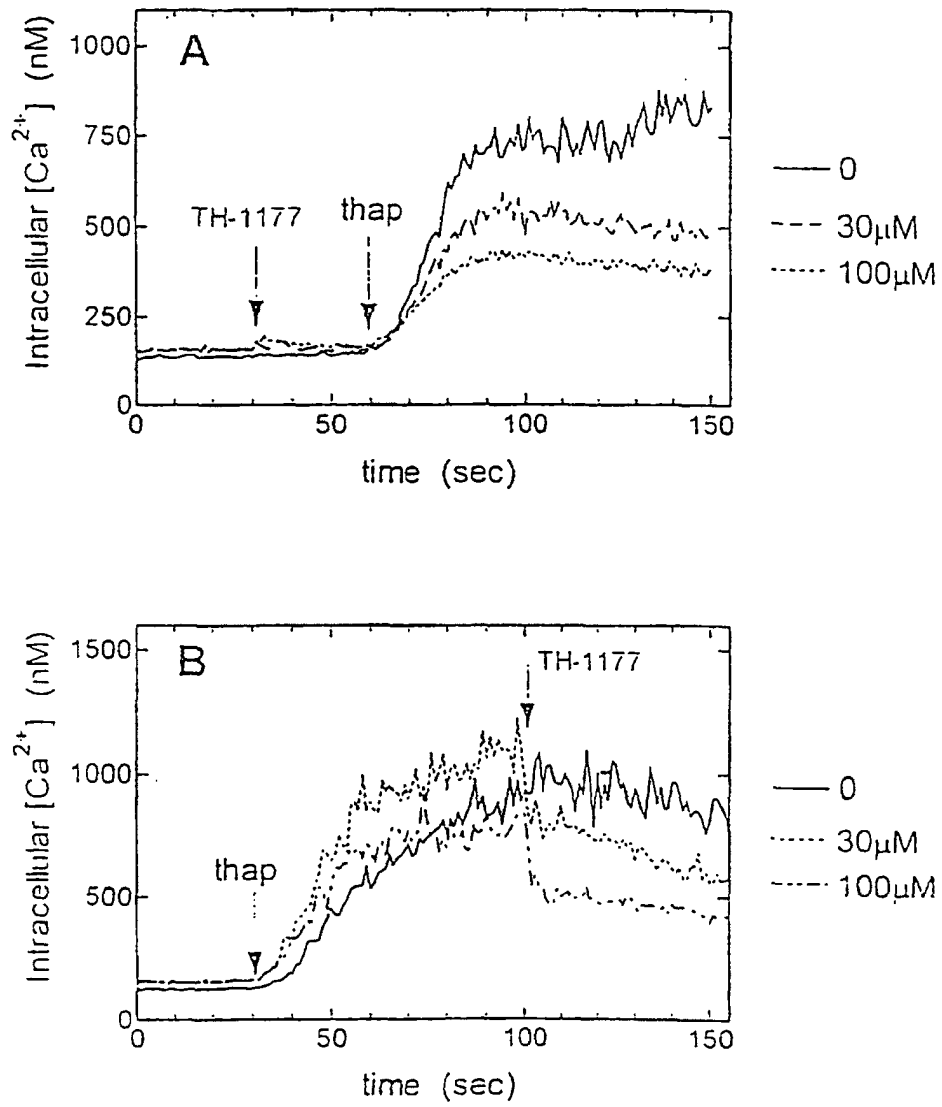 A
Intracellular [Ca2+] (nM)
1000
750
500
250
0
TH-1177
thap
0
50
100
150
time (sec)
0
30µM
100µM
B
Intracellular [Ca2+] (nM)
1500
1000
500
0
thap
TH-1177
0
50
100
150
time (sec)
0
30µM
100µM